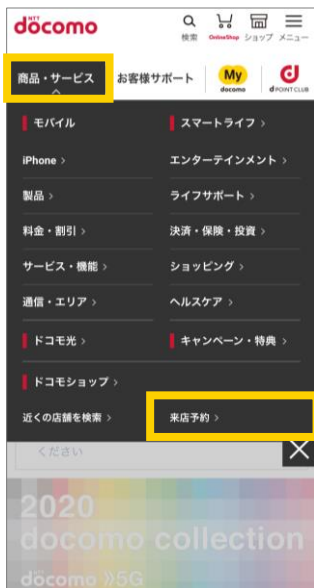 NTT
docomo
検索 OnlineShop ショップ メニュー
商品・サービス お客様サポート My docomo d POINT CLUB
モバイル スマートライフ >
iPhone > エンターテインメント >
製品 > ライフサポート >
料金・割引 > 決済・保険・投資 >
サービス・機能 > ショッピング >
通信・エリア > ヘルスケア >
ドコモ光 > キャンペーン・特典 >
ドコモショップ >
近くの店舗を検索 > 来店予約 >
ください
2020
docomo collection
docomo 5G